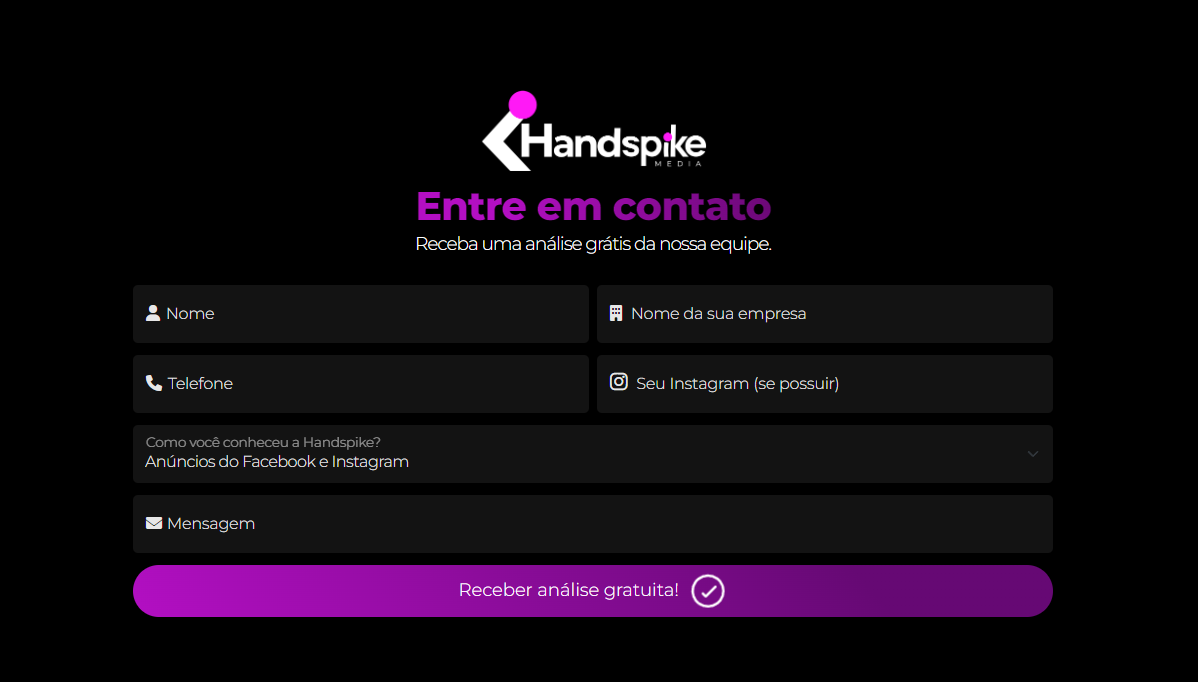 Handspike
MEDIA
Entre em contato
Receba uma análise grátis da nossa equipe.
Nome
Nome da sua empresa
Telefone
Seu Instagram (se possuir)
Como você conheceu a Handspike?
Anúncios do Facebook e Instagram
Mensagem
Receber análise gratuita!